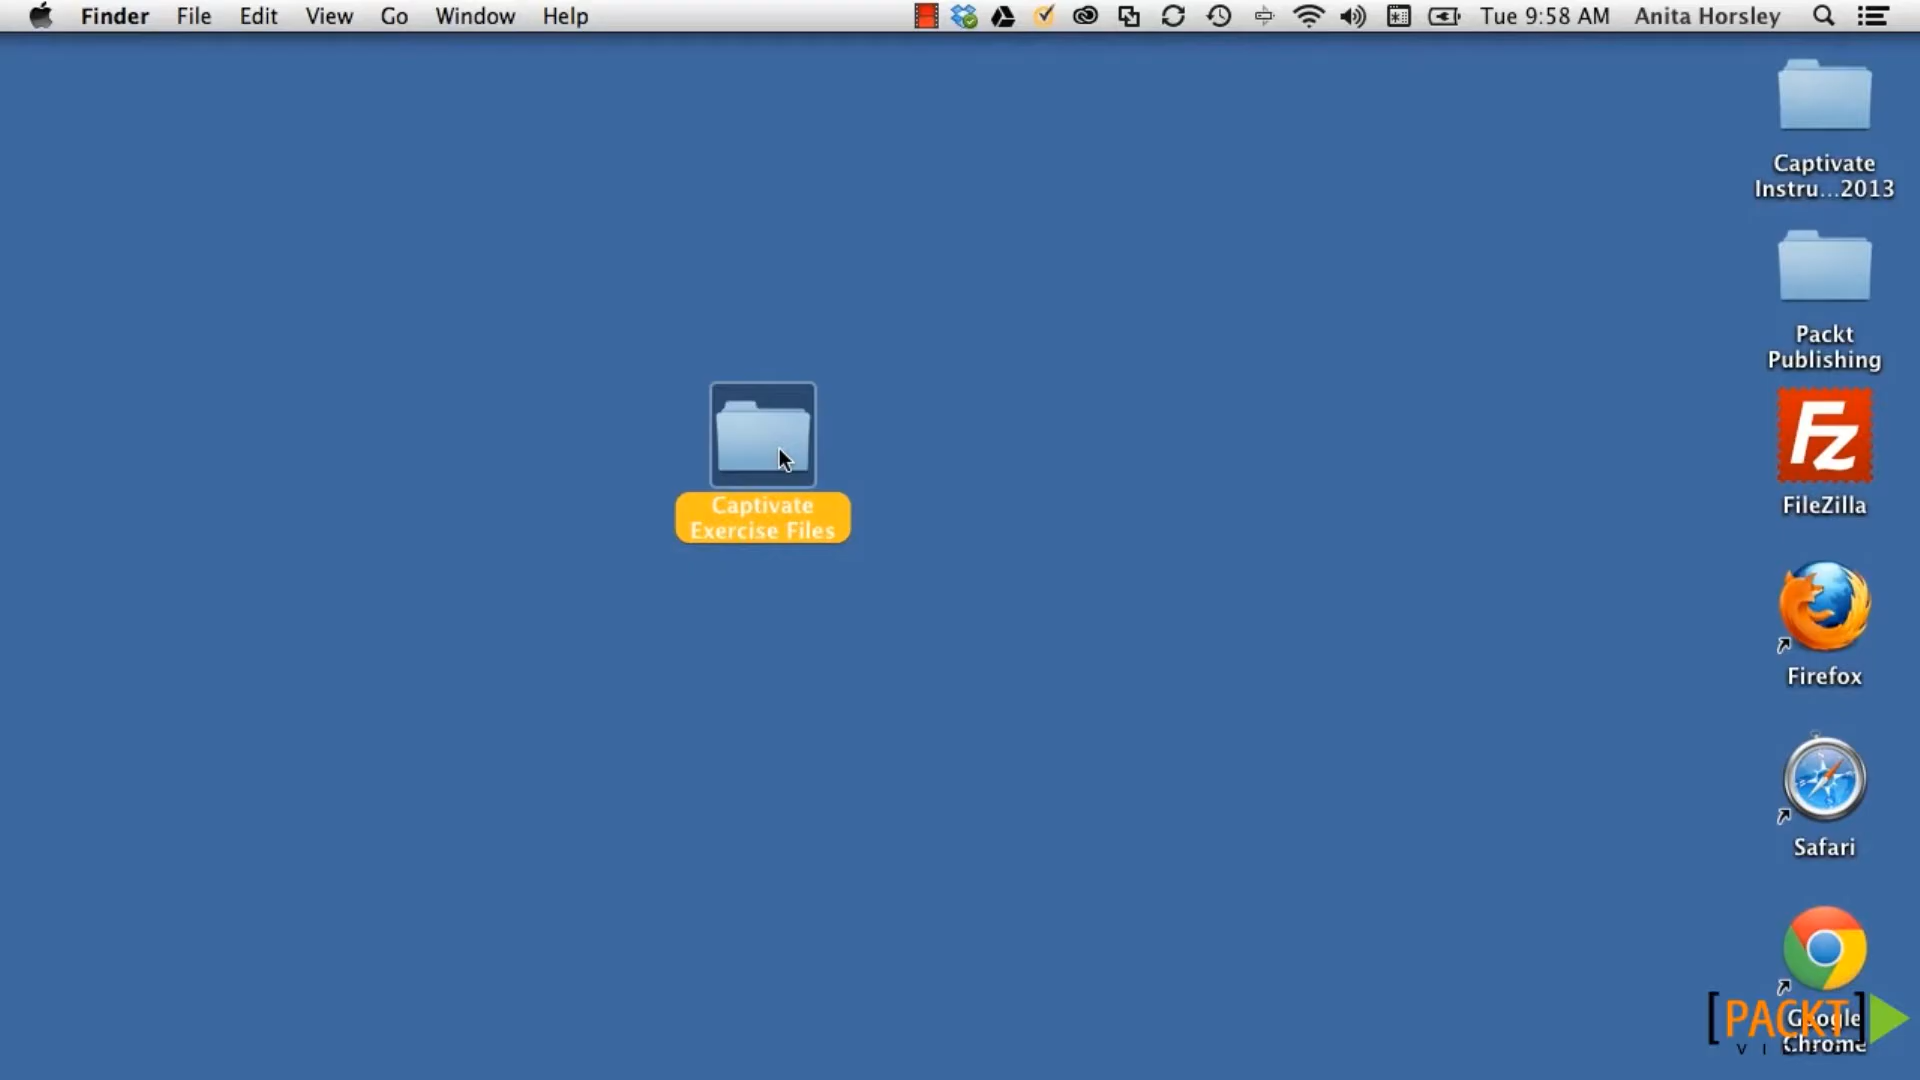 Finder File Edit View Go Window Help Tue 9:58 AM Anita Horsley
Captivate
Instru...2013
Packt
Publishing
Captivate
Exercise Files
Fz
FileZilla
Firefox
Safari
Google
Chrome
[PACKT]